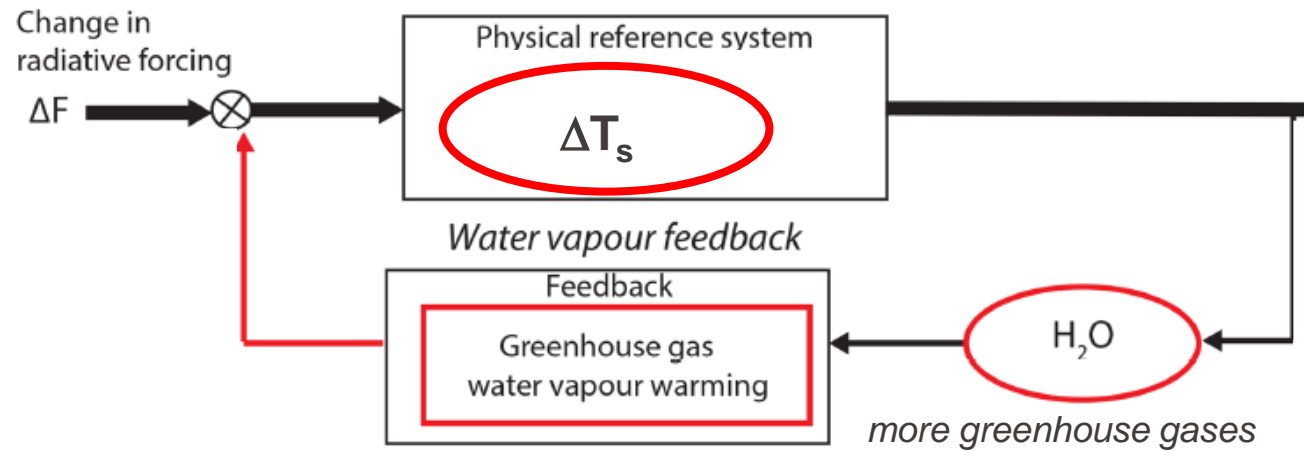 Change in
radiative forcing
ΔF
Physical reference system
ΔTₛ
Water vapour feedback
Feedback
Greenhouse gas
water vapour warming
H₂O
more greenhouse gases